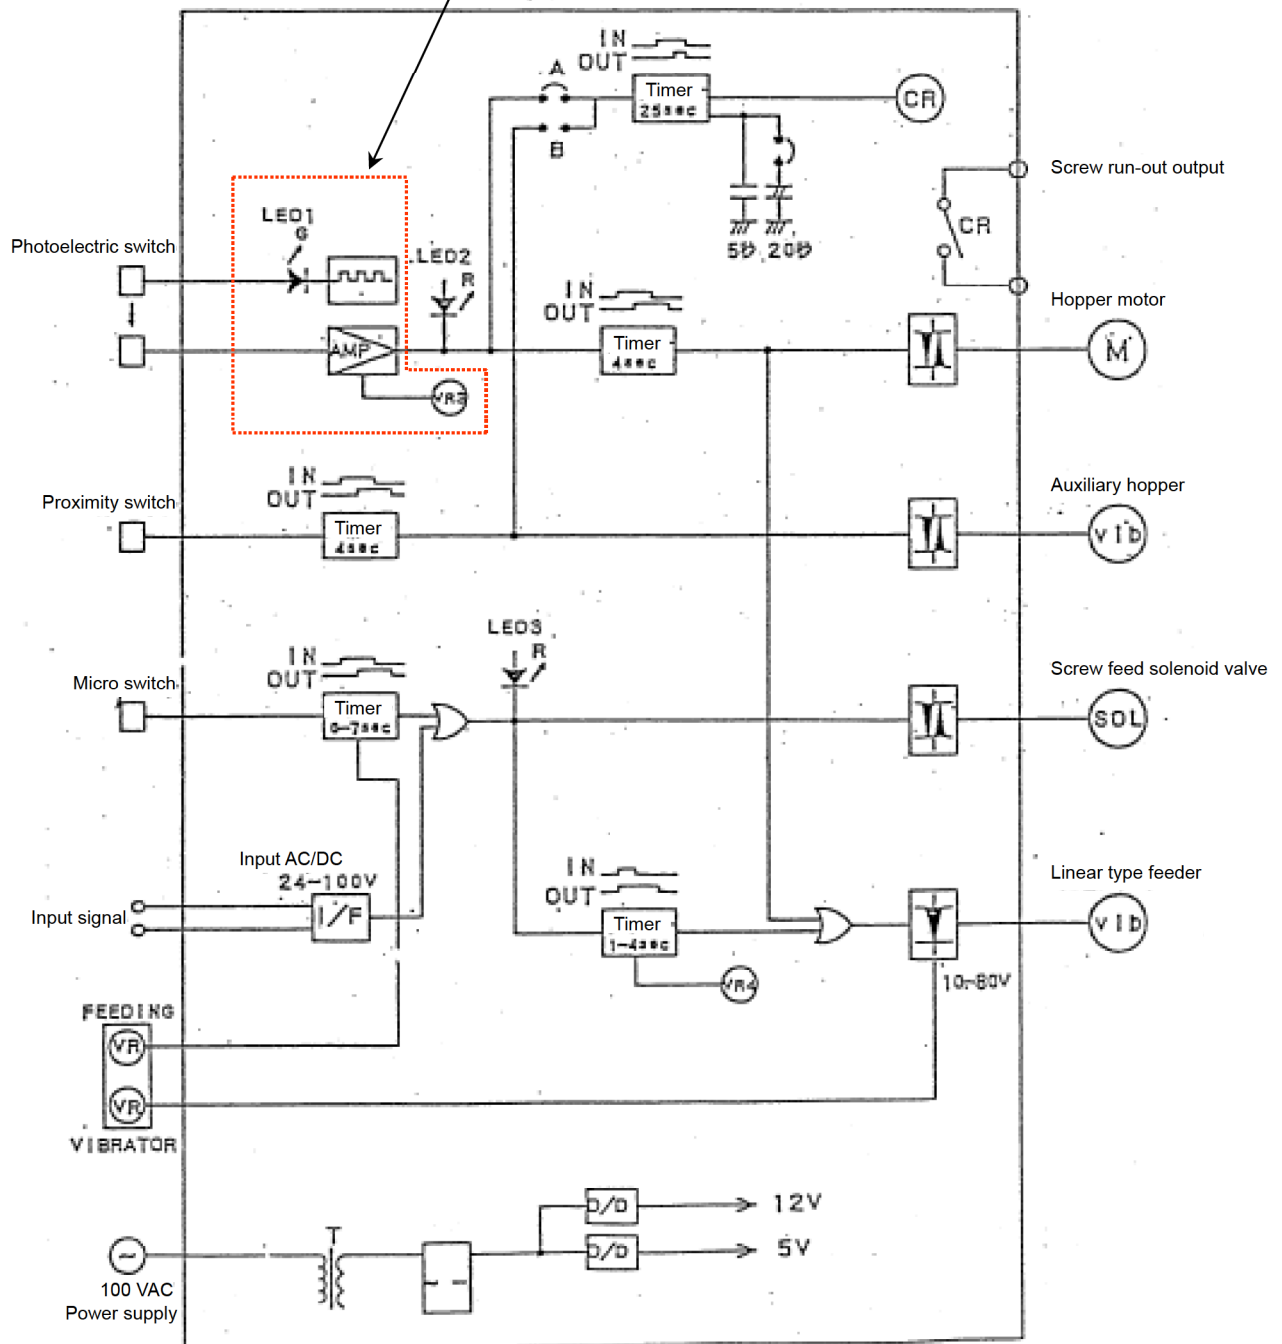 IN
OUT
A
Timer
25sec
CR
B
Screw run-out output
LED1
G
CR
Photoelectric switch
5秒 20秒
LED2
R
IN
OUT
Hopper motor
Timer
4sec
AMP
M
VR3
IN
OUT
Auxiliary hopper
Proximity switch
Timer
4sec
vIb
LED3
R
IN
OUT
Screw feed solenoid valve
Micro switch
Timer
0-7sec
SOL
Input AC/DC
24-100V
IN
OUT
Linear type feeder
Input signal
I/F
Timer
1-4sec
vIb
VR4
10-80V
FEEDING
VR
VR
VIBRATOR
D/D
12V
T
D/D
5V
100 VAC
Power supply